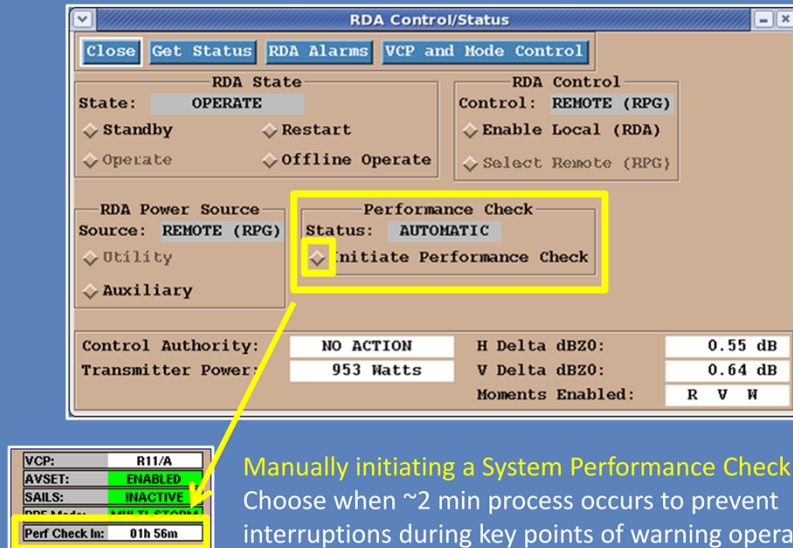 RDA Control/Status
Close Get Status RDA Alarms VCP and Mode Control
RDA State
State: OPERATE
Standby Restart
Operate Offline Operate
RDA Control
Control: REMOTE (RPG)
Enable Local (RDA)
Select Remote (RPG)
RDA Power Source
Source: REMOTE (RPG)
Utility
Auxiliary
Performance Check
Status: AUTOMATIC
Initiate Performance Check
Control Authority: NO ACTION
Transmitter Power: 953 Watts
H Delta dBZ0: 0.55 dB
V Delta dBZ0: 0.64 dB
Moments Enabled: R V W
VCP: R11/A
AVSET: ENABLED
SAILS: INACTIVE
PRF Mode: MULTI-STORM
Perf Check In: 01h 56m
Manually initiating a System Performance Check
Choose when ~2 min process occurs to prevent
interruptions during key points of warning opera